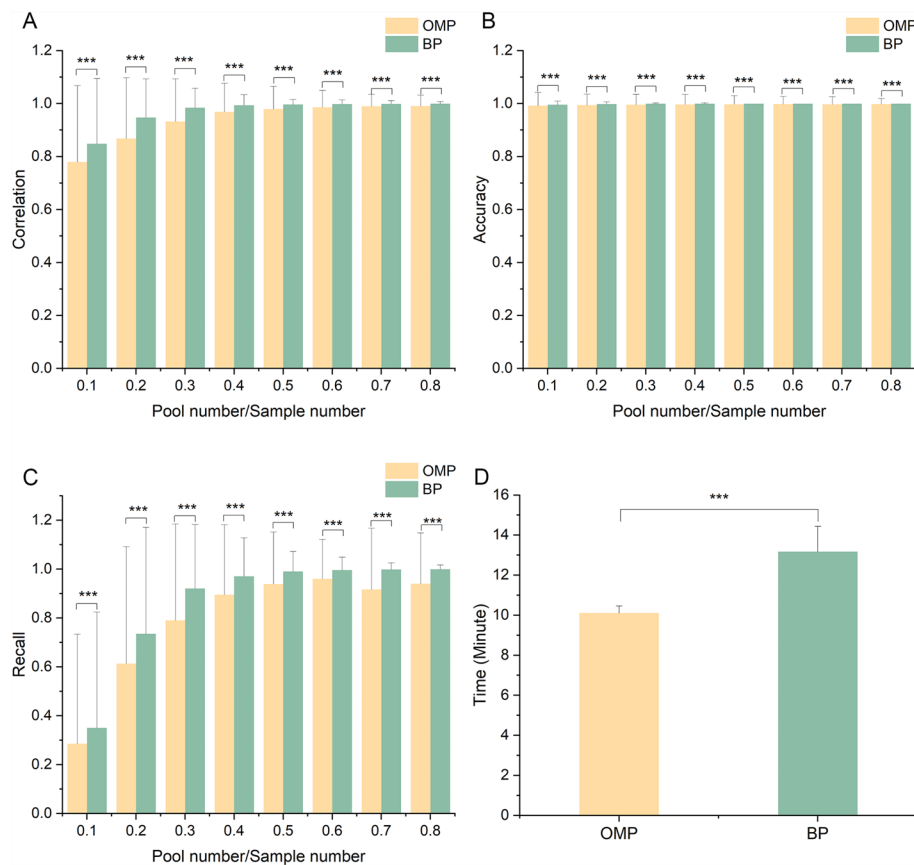 A
OMP
BP
1.2
1.0
0.8
0.6
0.4
0.2
0.0
Correlation
*** *** *** *** *** *** *** ***
0.1 0.2 0.3 0.4 0.5 0.6 0.7 0.8
Pool number/Sample number
B
OMP
BP
1.2
1.0
0.8
0.6
0.4
0.2
0.0
Accuracy
*** *** *** *** *** *** *** ***
0.1 0.2 0.3 0.4 0.5 0.6 0.7 0.8
Pool number/Sample number
C
OMP
BP
1.2
1.0
0.8
0.6
0.4
0.2
0.0
Recall
*** *** *** *** *** *** *** ***
0.1 0.2 0.3 0.4 0.5 0.6 0.7 0.8
Pool number/Sample number
D
16
14
12
10
8
6
4
2
0
Time (Minute)
***
OMP BP